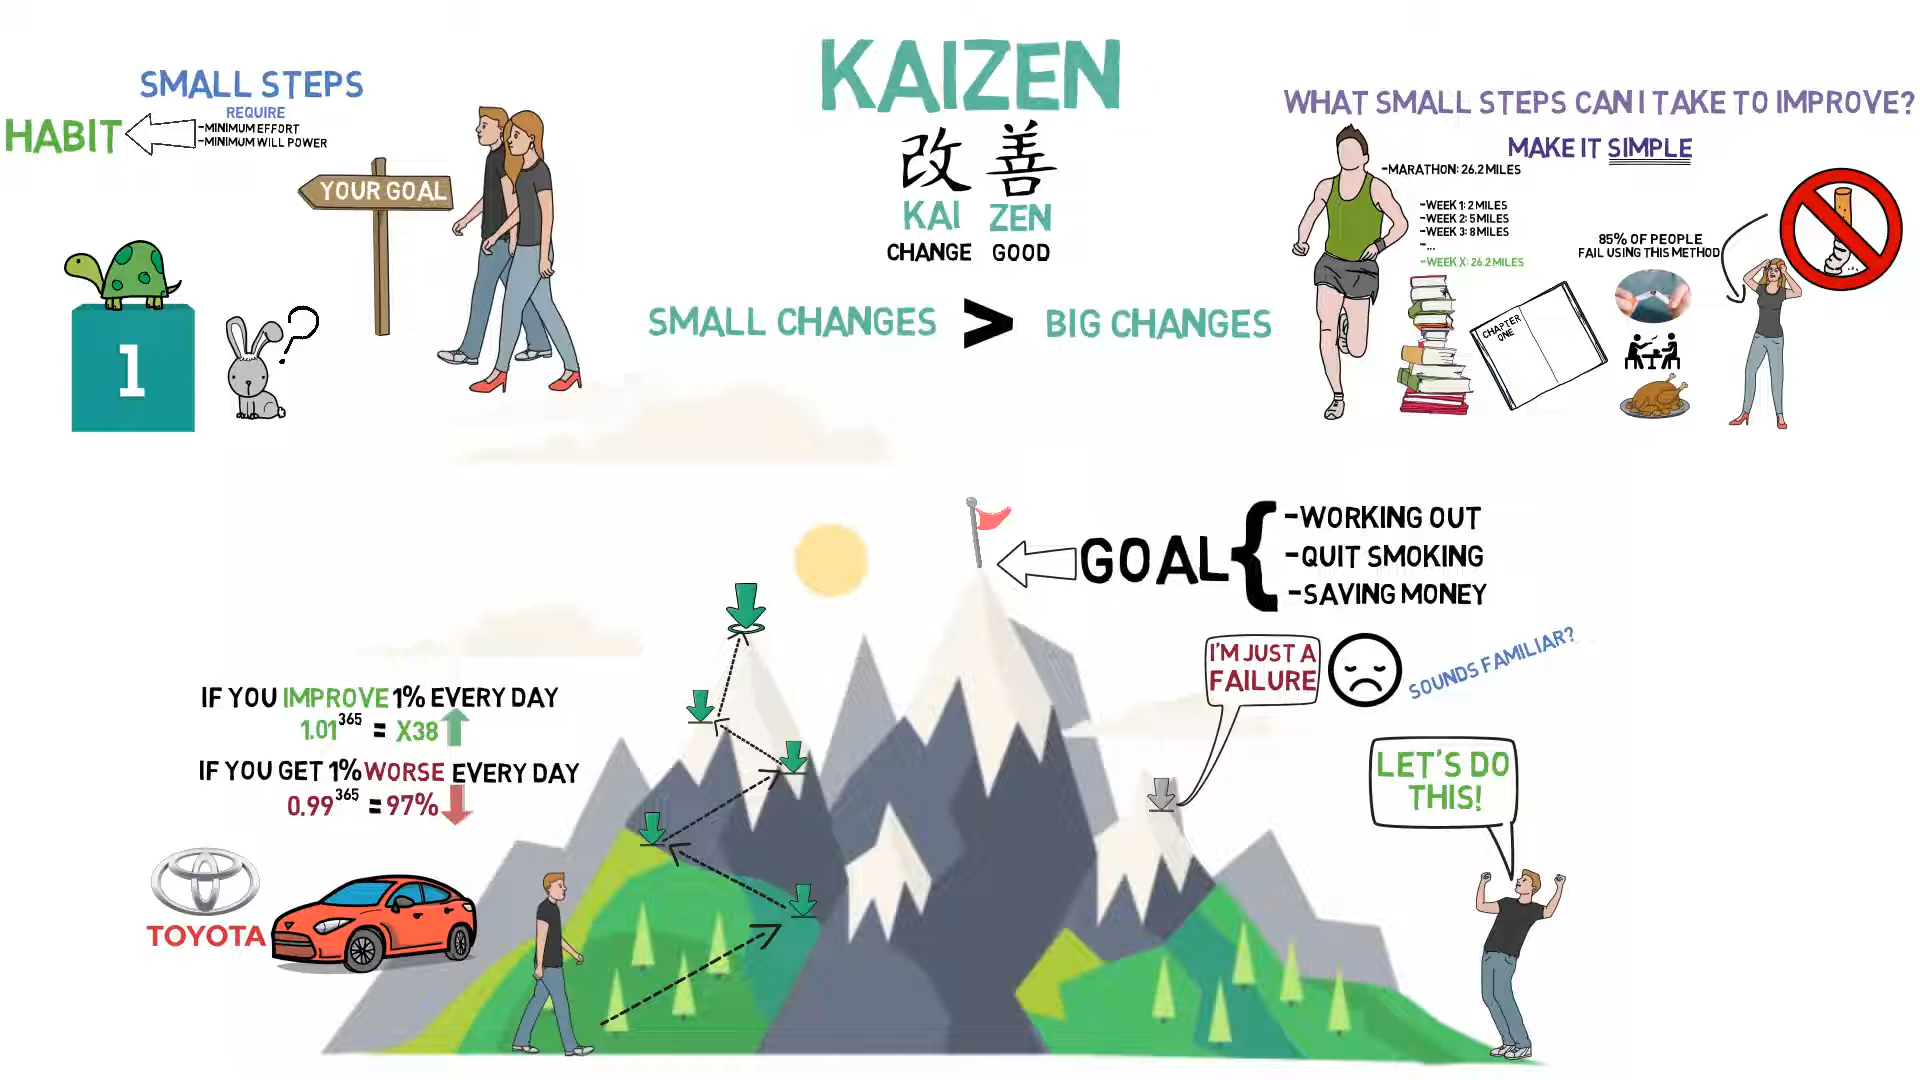 KAIZEN
改 善
KAI ZEN
CHANGE GOOD
SMALL CHANGES > BIG CHANGES
SMALL STEPS
REQUIRE
-MINIMUM EFFORT
-MINIMUM WILL POWER
HABIT
YOUR GOAL
1
?
WHAT SMALL STEPS CAN I TAKE TO IMPROVE?
MAKE IT SIMPLE
-MARATHON: 26.2 MILES
-WEEK 1: 2 MILES
-WEEK 2: 5 MILES
-WEEK 3: 8 MILES
-...
-WEEK X: 26.2 MILES
CHAPTER
ONE
85% OF PEOPLE
FAIL USING THIS METHOD
GOAL {
-WORKING OUT
-QUIT SMOKING
-SAVING MONEY
I'M JUST A
FAILURE
SOUNDS FAMILIAR?
LET'S DO
THIS!
IF YOU IMPROVE 1% EVERY DAY
1.01^365 = X38
IF YOU GET 1% WORSE EVERY DAY
0.99^365 = 97%
TOYOTA